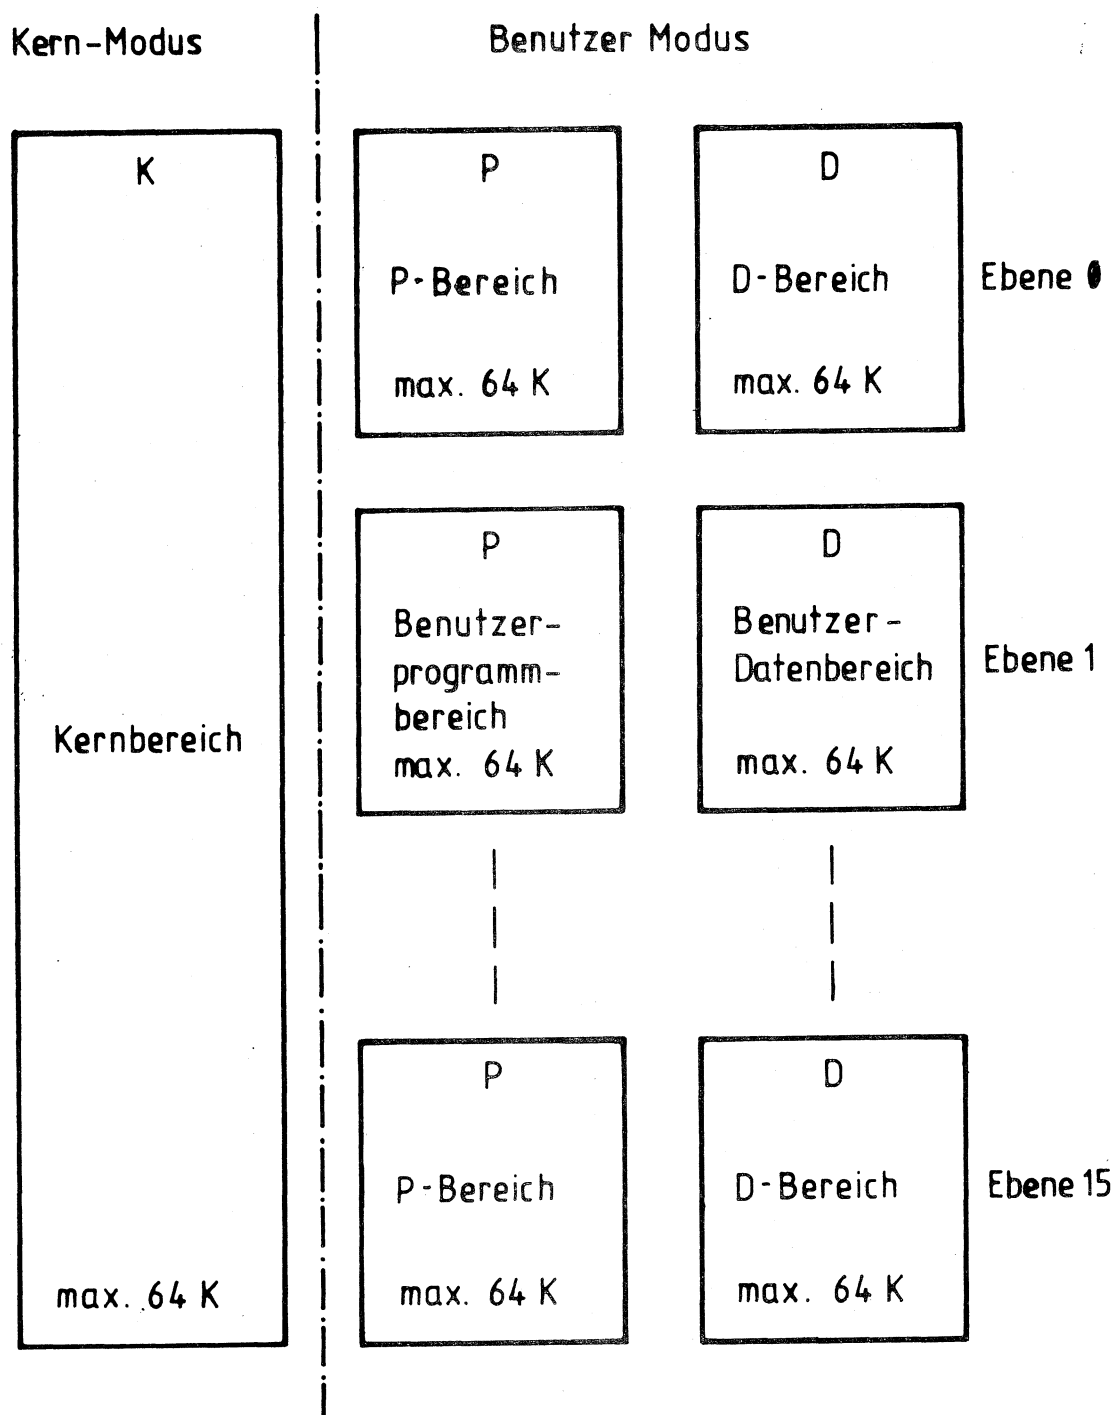 Kern-Modus
Benutzer Modus
K
Kernbereich
max. 64 K
P
P-Bereich
max. 64 K
D
D-Bereich
max. 64 K
Ebene 0
P
Benutzer-
programm-
bereich
max. 64 K
D
Benutzer-
Datenbereich
max. 64 K
Ebene 1
P
P-Bereich
max. 64 K
D
D-Bereich
max. 64 K
Ebene 15